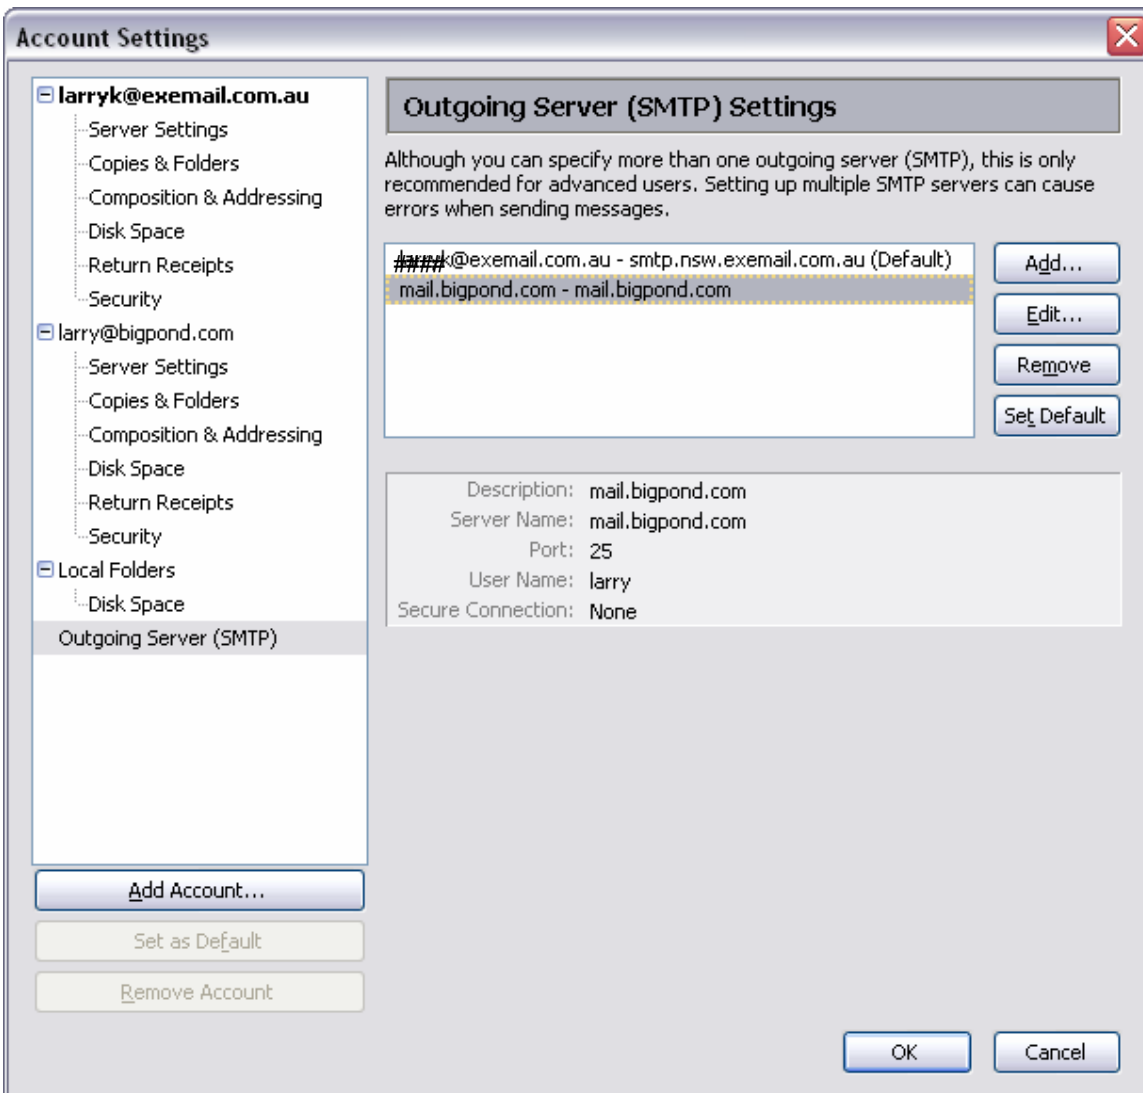 Account Settings
larryk@exemail.com.au
Server Settings
Copies & Folders
Composition & Addressing
Disk Space
Return Receipts
Security
larry@bigpond.com
Server Settings
Copies & Folders
Composition & Addressing
Disk Space
Return Receipts
Security
Local Folders
Disk Space
Outgoing Server (SMTP)
Add Account...
Set as Default
Remove Account
Outgoing Server (SMTP) Settings
Although you can specify more than one outgoing server (SMTP), this is only
recommended for advanced users. Setting up multiple SMTP servers can cause
errors when sending messages.
####k@exemail.com.au - smtp.nsw.exemail.com.au (Default)
mail.bigpond.com - mail.bigpond.com
Add...
Edit...
Remove
Set Default
Description: mail.bigpond.com
Server Name: mail.bigpond.com
Port: 25
User Name: larry
Secure Connection: None
OK
Cancel